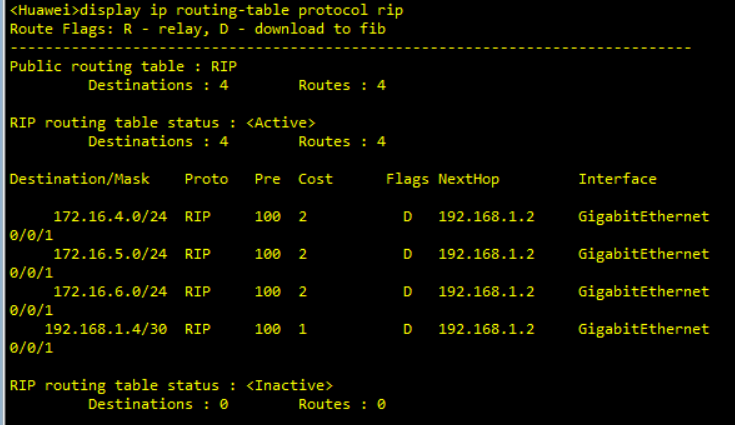 <Huawei>display ip routing-table protocol rip
Route Flags: R - relay, D - download to fib
------------------------------------------------------------------------------
Public routing table : RIP
         Destinations : 4        Routes : 4

RIP routing table status : <Active>
         Destinations : 4        Routes : 4

Destination/Mask    Proto   Pre  Cost      Flags NextHop         Interface

     172.16.4.0/24  RIP     100  2           D   192.168.1.2     GigabitEthernet
0/0/1
     172.16.5.0/24  RIP     100  2           D   192.168.1.2     GigabitEthernet
0/0/1
     172.16.6.0/24  RIP     100  2           D   192.168.1.2     GigabitEthernet
0/0/1
    192.168.1.4/30  RIP     100  1           D   192.168.1.2     GigabitEthernet
0/0/1

RIP routing table status : <Inactive>
         Destinations : 0        Routes : 0